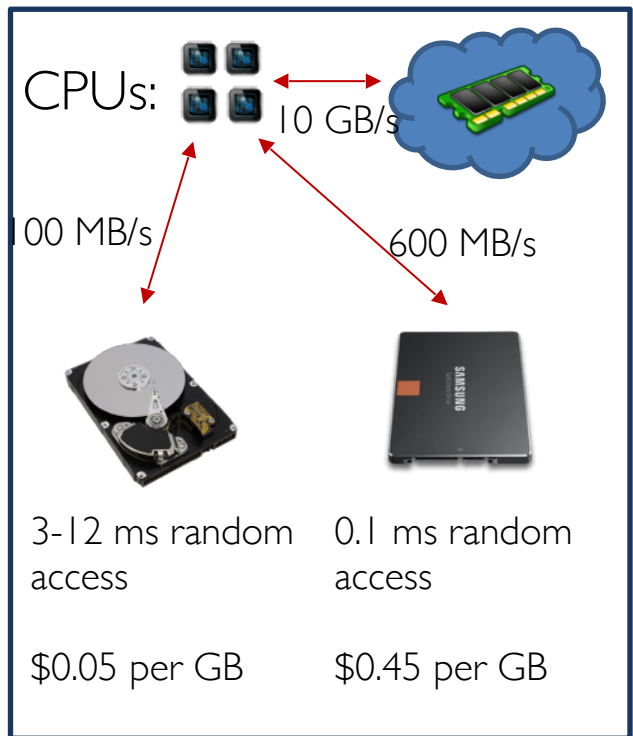 CPUs:
10 GB/s
100 MB/s
600 MB/s
SAMSUNG
3-12 ms random
access
$0.05 per GB
0.1 ms random
access
$0.45 per GB